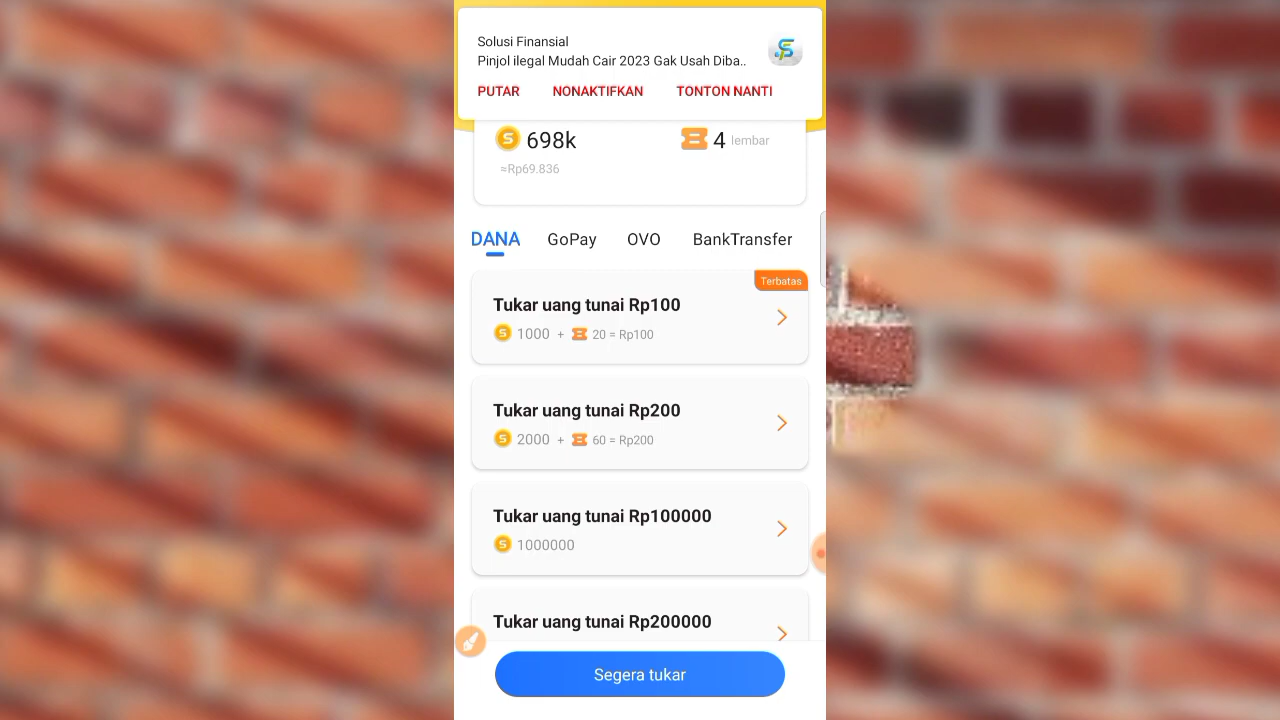 Solusi Finansial
Pinjol ilegal Mudah Cair 2023 Gak Usah Diba..
PUTAR NONAKTIFKAN TONTON NANTI
698k 4 lembar
≈Rp69.836
DANA GoPay OVO BankTransfer
Terbatas
Tukar uang tunai Rp100
1000 + 20 = Rp100
Tukar uang tunai Rp200
2000 + 60 = Rp200
Tukar uang tunai Rp100000
1000000
Tukar uang tunai Rp200000
Segera tukar